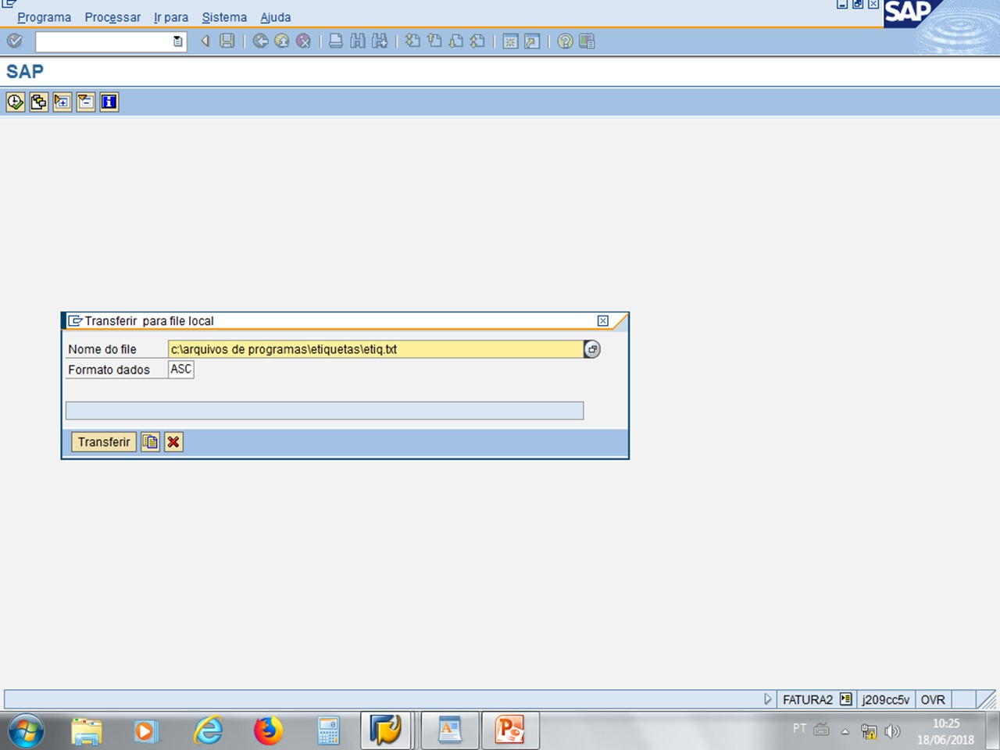 Programa Processar Ir para Sistema Ajuda
SAP
SAP
Transferir para file local
Nome do file c:\arquivos de programas\etiquetas\etiq.txt
Formato dados ASC
Transferir
FATURA2 j209cc5v OVR
PT 10:25
18/06/2018